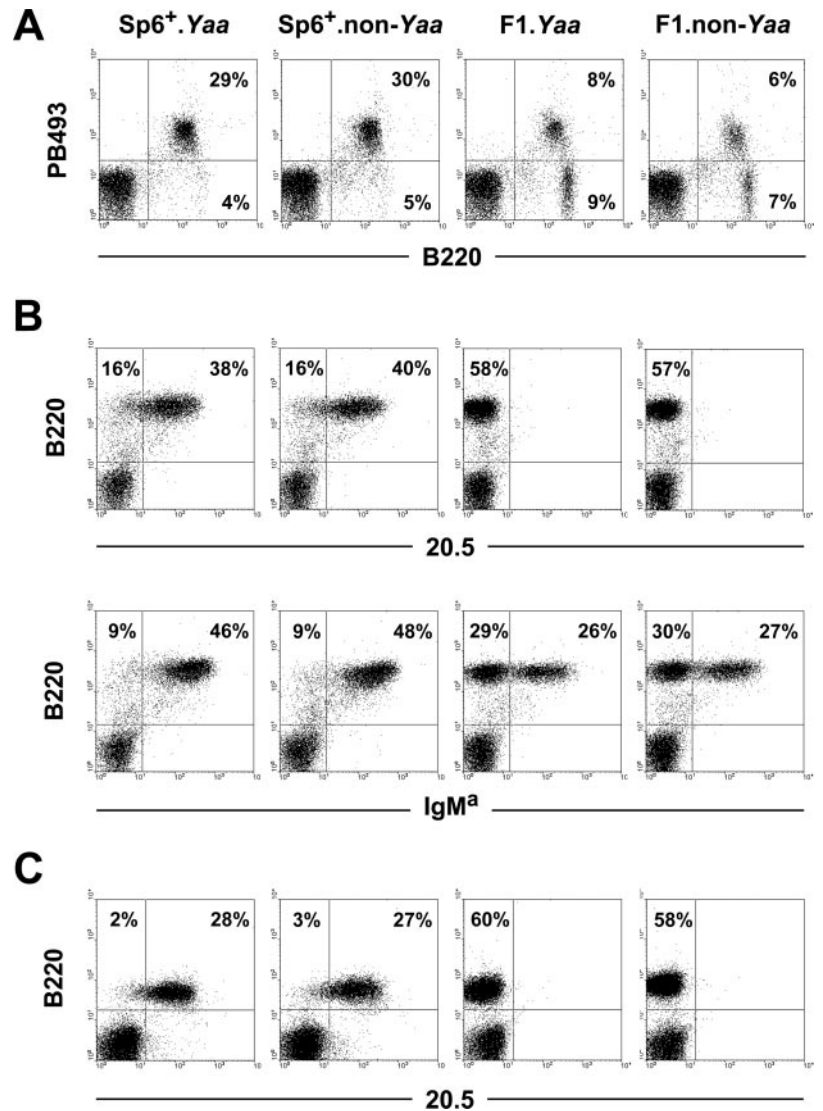 Sp6+.Yaa Sp6+.non-Yaa F1.Yaa F1.non-Yaa
A
PB493
29% 30% 8% 6%
4% 5% 9% 7%
B220
B
B220
16% 38% 16% 40% 58% 57%
20.5
B220
9% 46% 9% 48% 29% 26% 30% 27%
IgMa
C
B220
2% 28% 3% 27% 60% 58%
20.5